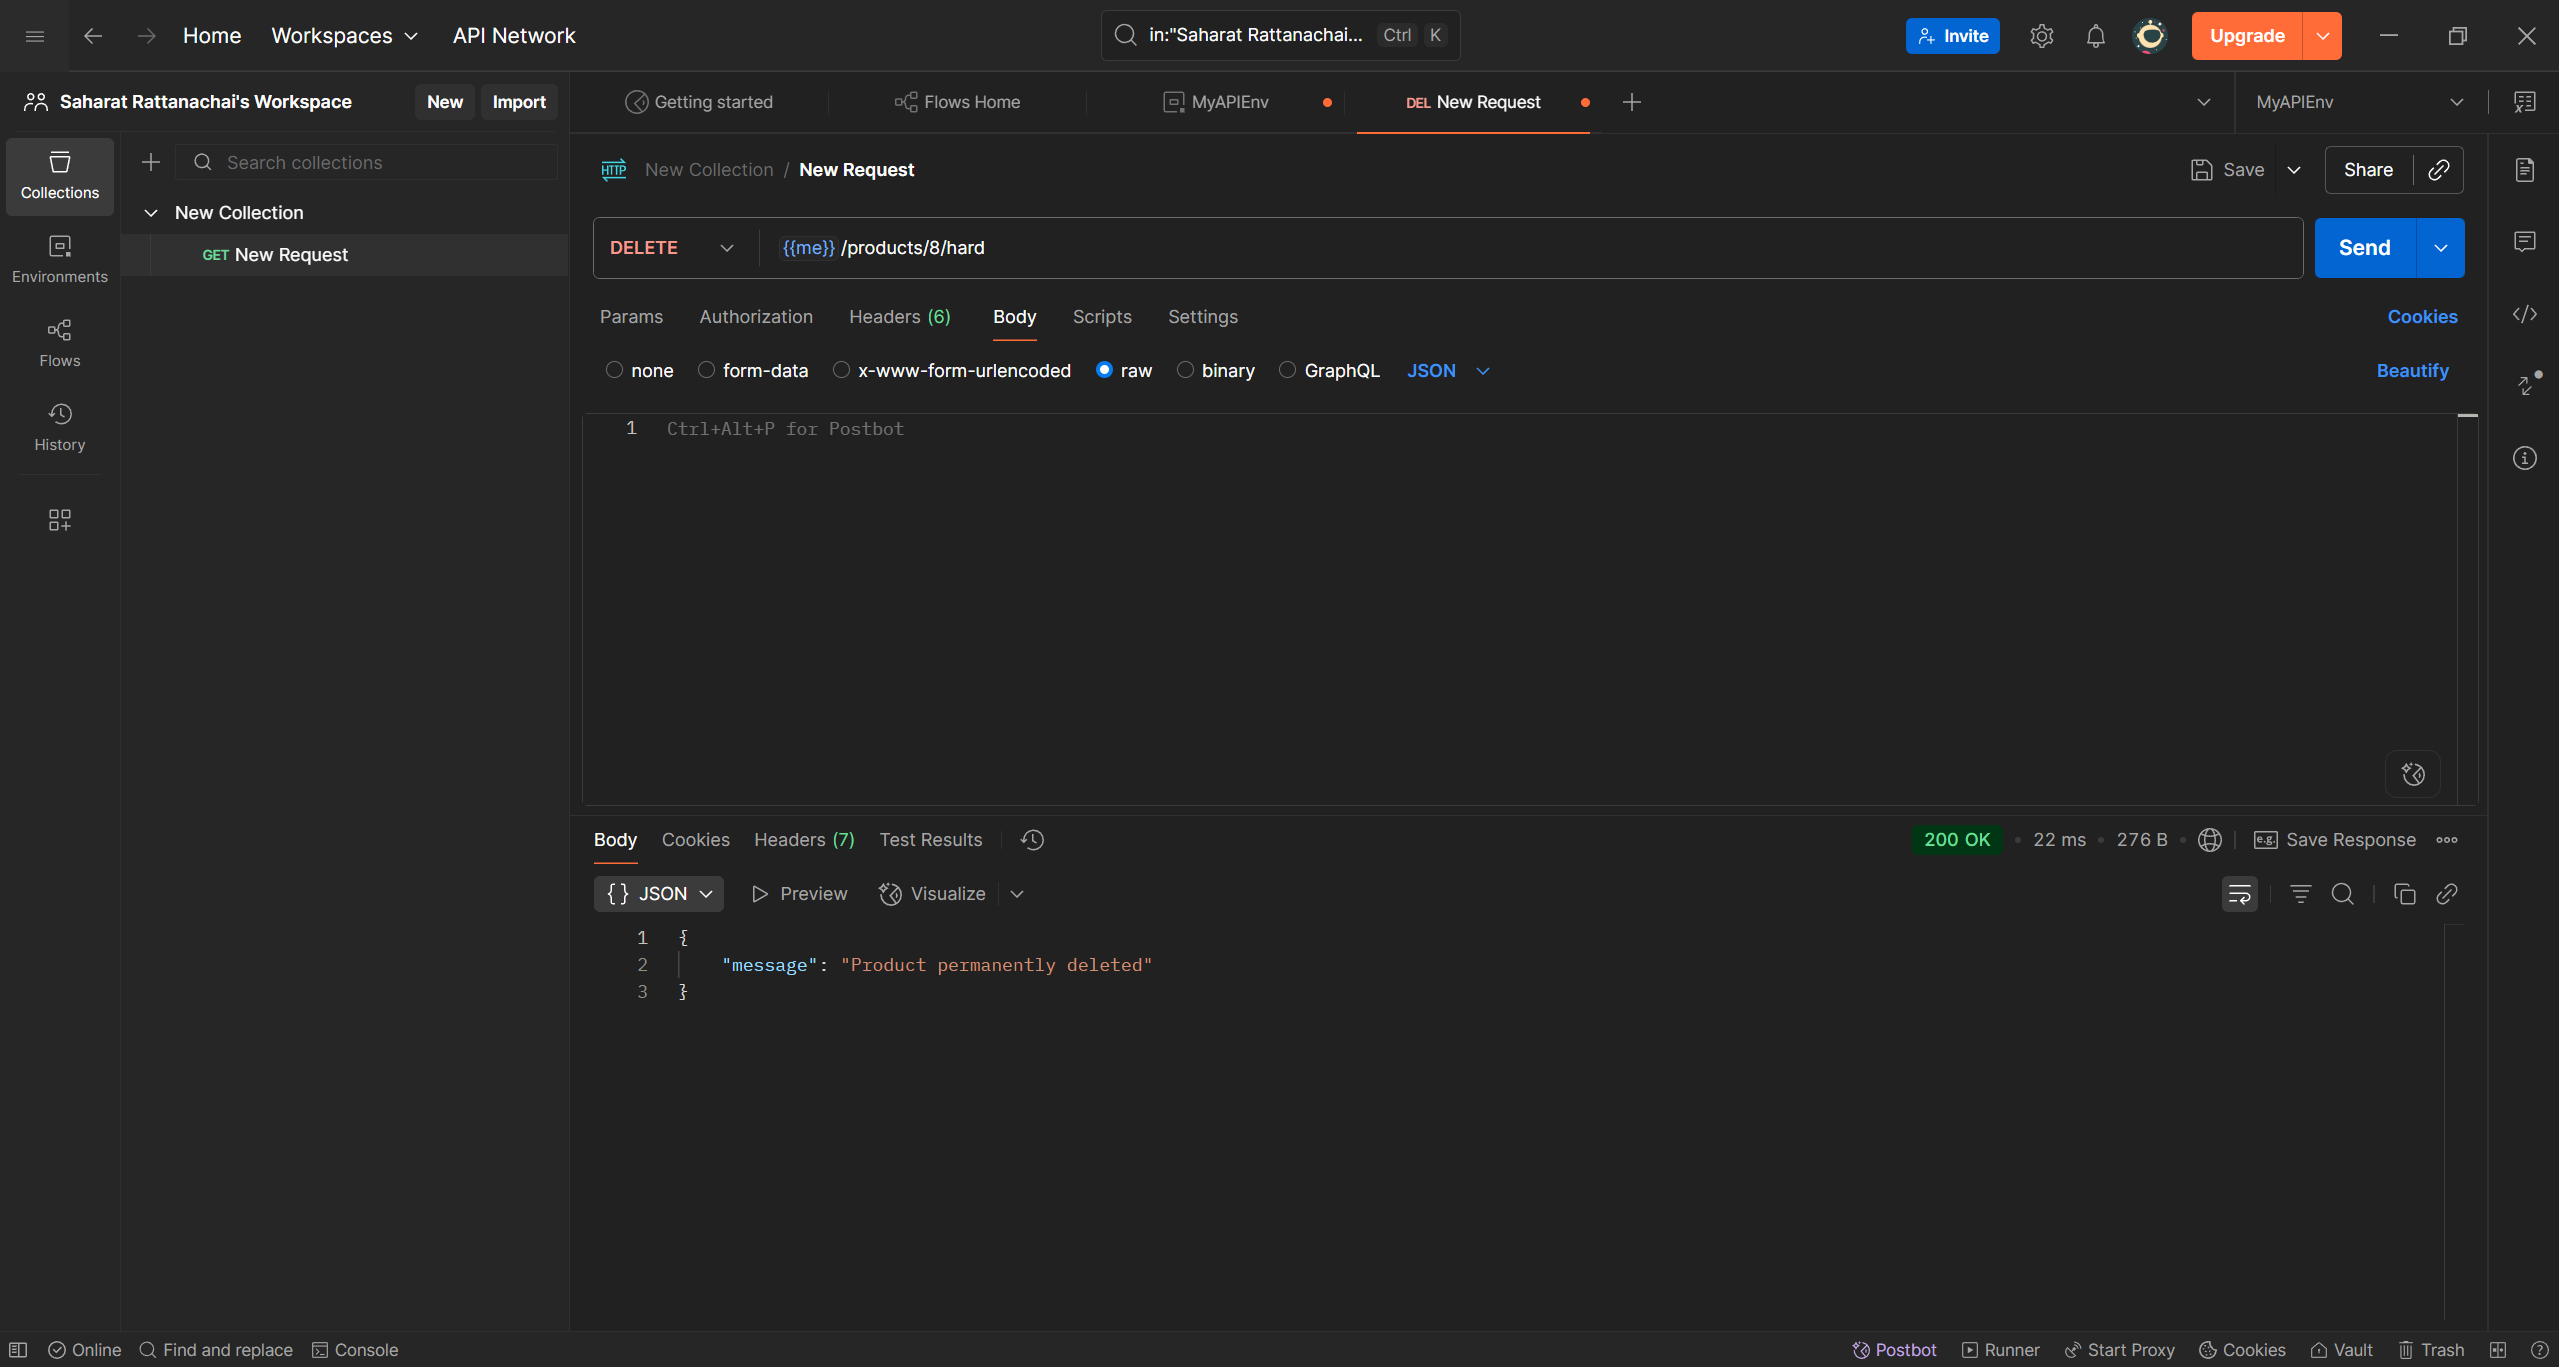 Home Workspaces API Network in:"Saharat Rattanachai... Ctrl K Invite Upgrade
Saharat Rattanachai's Workspace New Import Getting started Flows Home MyAPIEnv DEL New Request MyAPIEnv
Collections
Environments
Flows
History
Search collections
New Collection
GET New Request
HTTP New Collection / New Request Save Share
DELETE {{me}} /products/8/hard Send
Params Authorization Headers (6) Body Scripts Settings Cookies
none form-data x-www-form-urlencoded raw binary GraphQL JSON Beautify
1 Ctrl+Alt+P for Postbot
Body Cookies Headers (7) Test Results 200 OK 22 ms 276 B e.g. Save Response
{} JSON Preview Visualize
1 {
2 "message": "Product permanently deleted"
3 }
Online Find and replace Console Postbot Runner Start Proxy Cookies Vault Trash